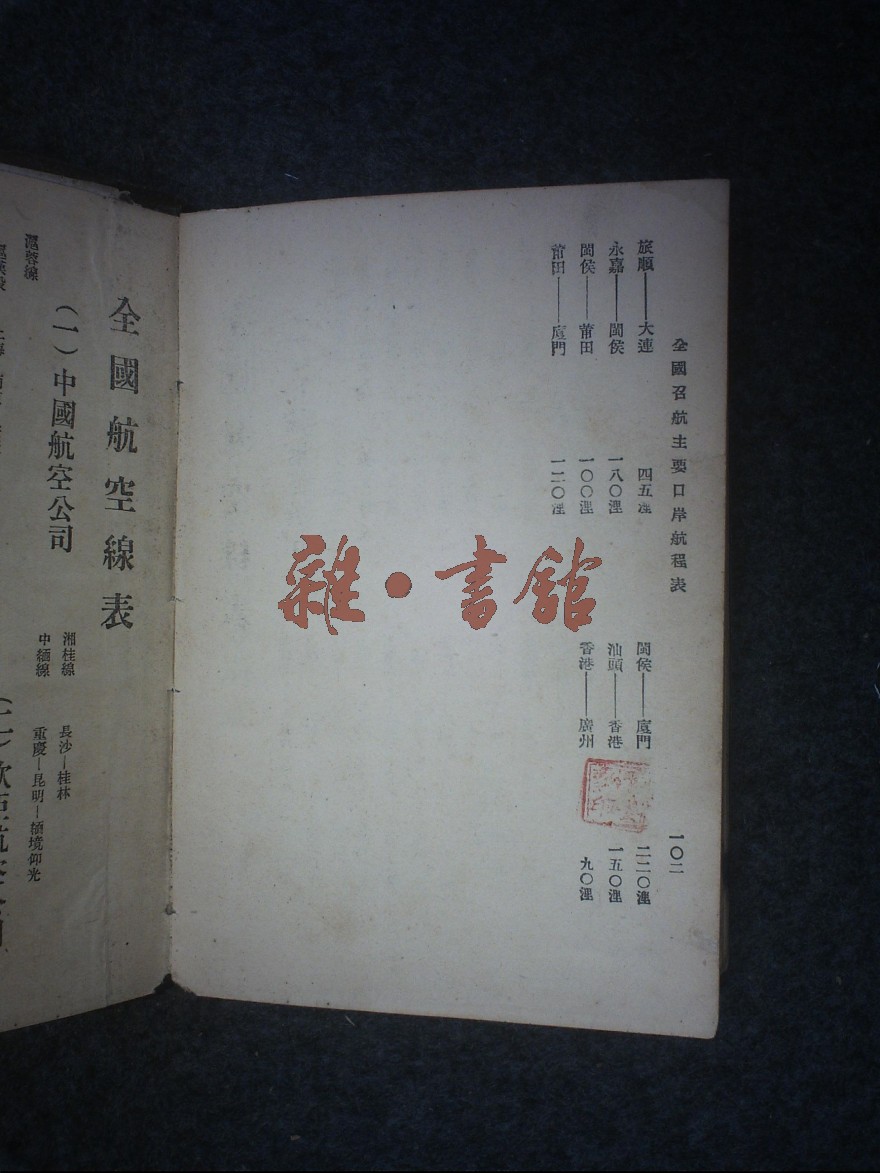 全國召航主要口岸航程表
一〇二
旅順——大連 四五浬
永嘉——閩侯 一八〇浬
閩侯——莆田 一〇〇浬
莆田——廈門 一二〇浬
閩侯——廈門 二二〇浬
汕頭——香港 一五〇浬
香港——廣州 九〇浬
雜·書館
全國航空線表
(一)中國航空公司
湘桂線 長沙—桂林
中緬線 重慶—昆明—緬境仰光
滬蓉線